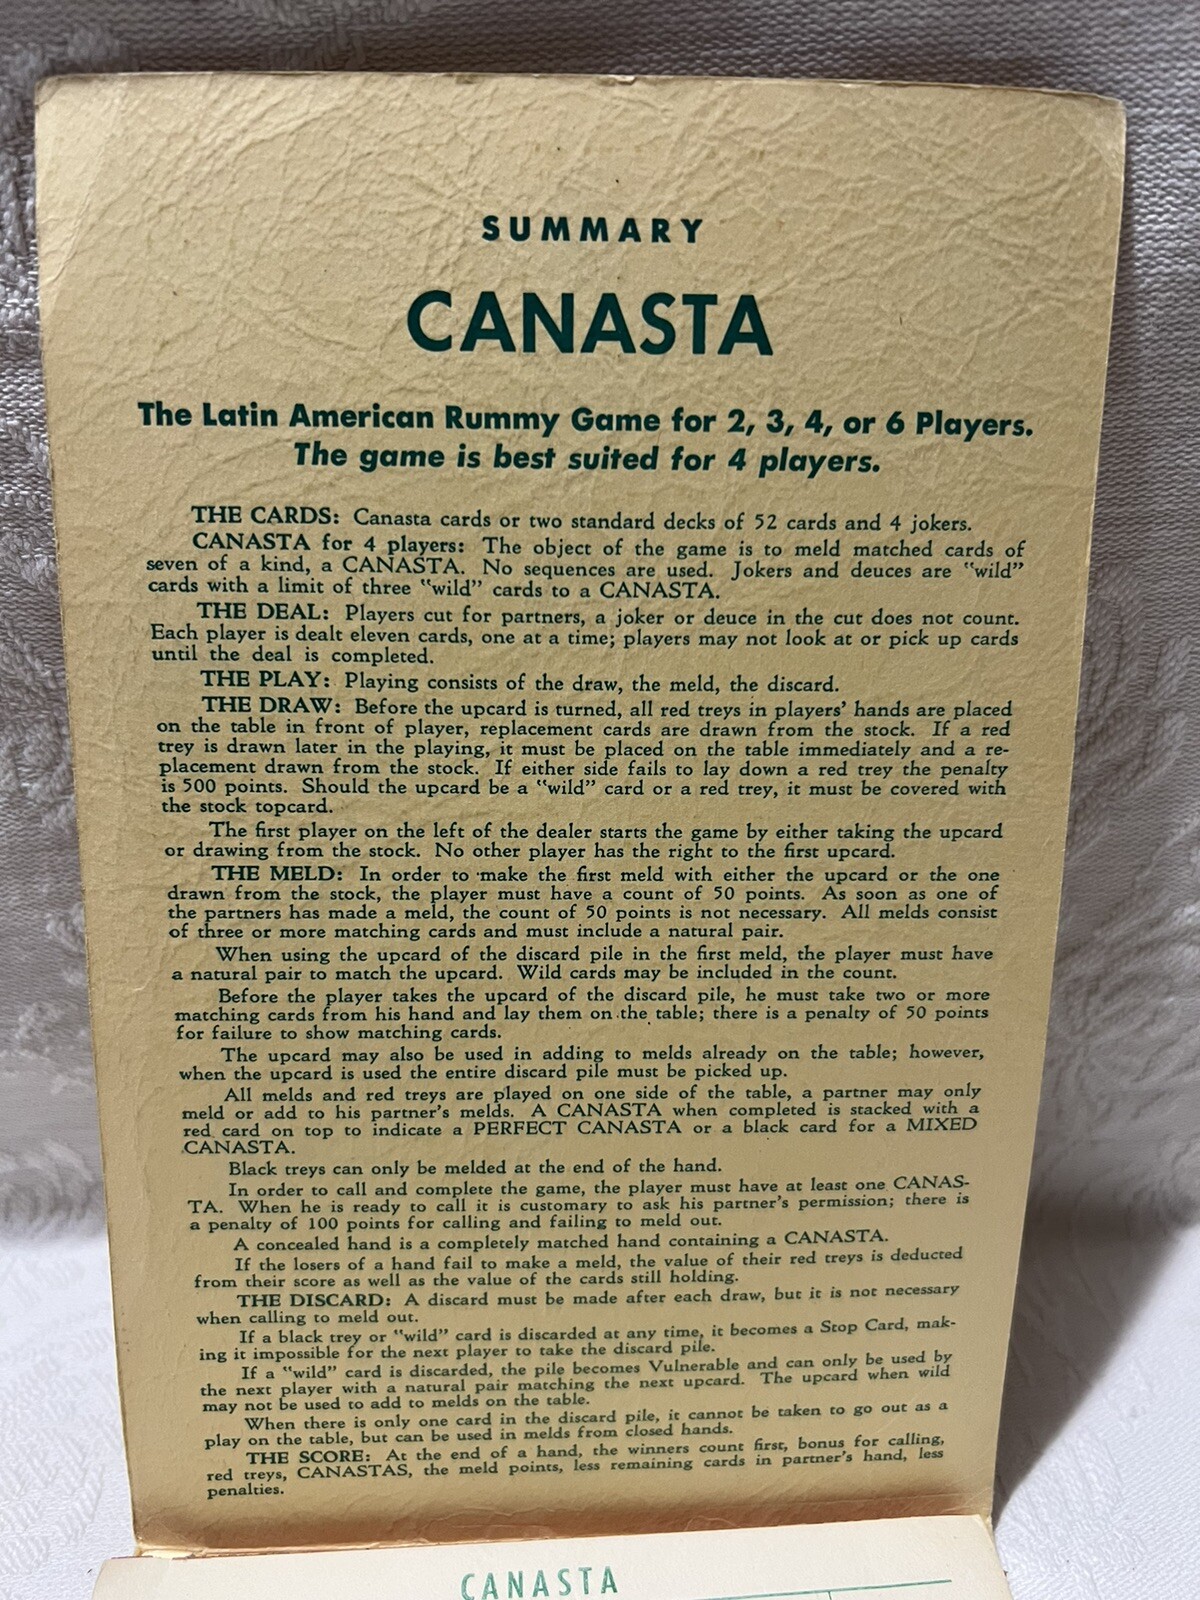 SUMMARY
CANASTA
The Latin American Rummy Game for 2, 3, 4, or 6 Players.
The game is best suited for 4 players.
THE CARDS: Canasta cards or two standard decks of 52 cards and 4 jokers.
CANASTA for 4 players: The object of the game is to meld matched cards of
seven of a kind, a CANASTA. No sequences are used. Jokers and deuces are "wild"
cards with a limit of three "wild" cards to a CANASTA.
THE DEAL: Players cut for partners, a joker or deuce in the cut does not count.
Each player is dealt eleven cards, one at a time; players may not look at or pick up cards
until the deal is completed.
THE PLAY: Playing consists of the draw, the meld, the discard.
THE DRAW: Before the upcard is turned, all red treys in players' hands are placed
on the table in front of player, replacement cards are drawn from the stock. If a red
trey is drawn later in the playing, it must be placed on the table immediately and a re-
placement drawn from the stock. If either side fails to lay down a red trey the penalty
is 500 points. Should the upcard be a "wild" card or a red trey, it must be covered with
the stock topcard.
The first player on the left of the dealer starts the game by either taking the upcard
or drawing from the stock. No other player has the right to the first upcard.
THE MELD: In order to make the first meld with either the upcard or the one
drawn from the stock, the player must have a count of 50 points. As soon as one of
the partners has made a meld, the count of 50 points is not necessary. All melds consist
of three or more matching cards and must include a natural pair.
When using the upcard of the discard pile in the first meld, the player must have
a natural pair to match the upcard. Wild cards may be included in the count.
Before the player takes the upcard of the discard pile, he must take two or more
matching cards from his hand and lay them on the table; there is a penalty of 50 points
for failure to show matching cards.
The upcard may also be used in adding to melds already on the table; however,
when the upcard is used the entire discard pile must be picked up.
All melds and red treys are played on one side of the table, a partner may only
meld or add to his partner's melds. A CANASTA when completed is stacked with a
red card on top to indicate a PERFECT CANASTA or a black card for a MIXED
CANASTA.
Black treys can only be melded at the end of the hand.
In order to call and complete the game, the player must have at least one CANAS-
TA. When he is ready to call it is customary to ask his partner's permission; there is
a penalty of 100 points for calling and failing to meld out.
A concealed hand is a completely matched hand containing a CANASTA.
If the losers of a hand fail to make a meld, the value of their red treys is deducted
from their score as well as the value of the cards still holding.
THE DISCARD: A discard must be made after each draw, but it is not necessary
when calling to meld out.
If a black trey or "wild" card is discarded at any time, it becomes a Stop Card, mak-
ing it impossible for the next player to take the discard pile.
If a "wild" card is discarded, the pile becomes Vulnerable and can only be used by
the next player with a natural pair matching the next upcard. The upcard when wild
may not be used to add to melds on the table.
When there is only one card in the discard pile, it cannot be taken to go out as a
play on the table, but can be used in melds from closed hands.
THE SCORE: At the end of a hand, the winners count first, bonus for calling,
red treys, CANASTAS, the meld points, less remaining cards in partner's hand, less
penalties.
CANASTA